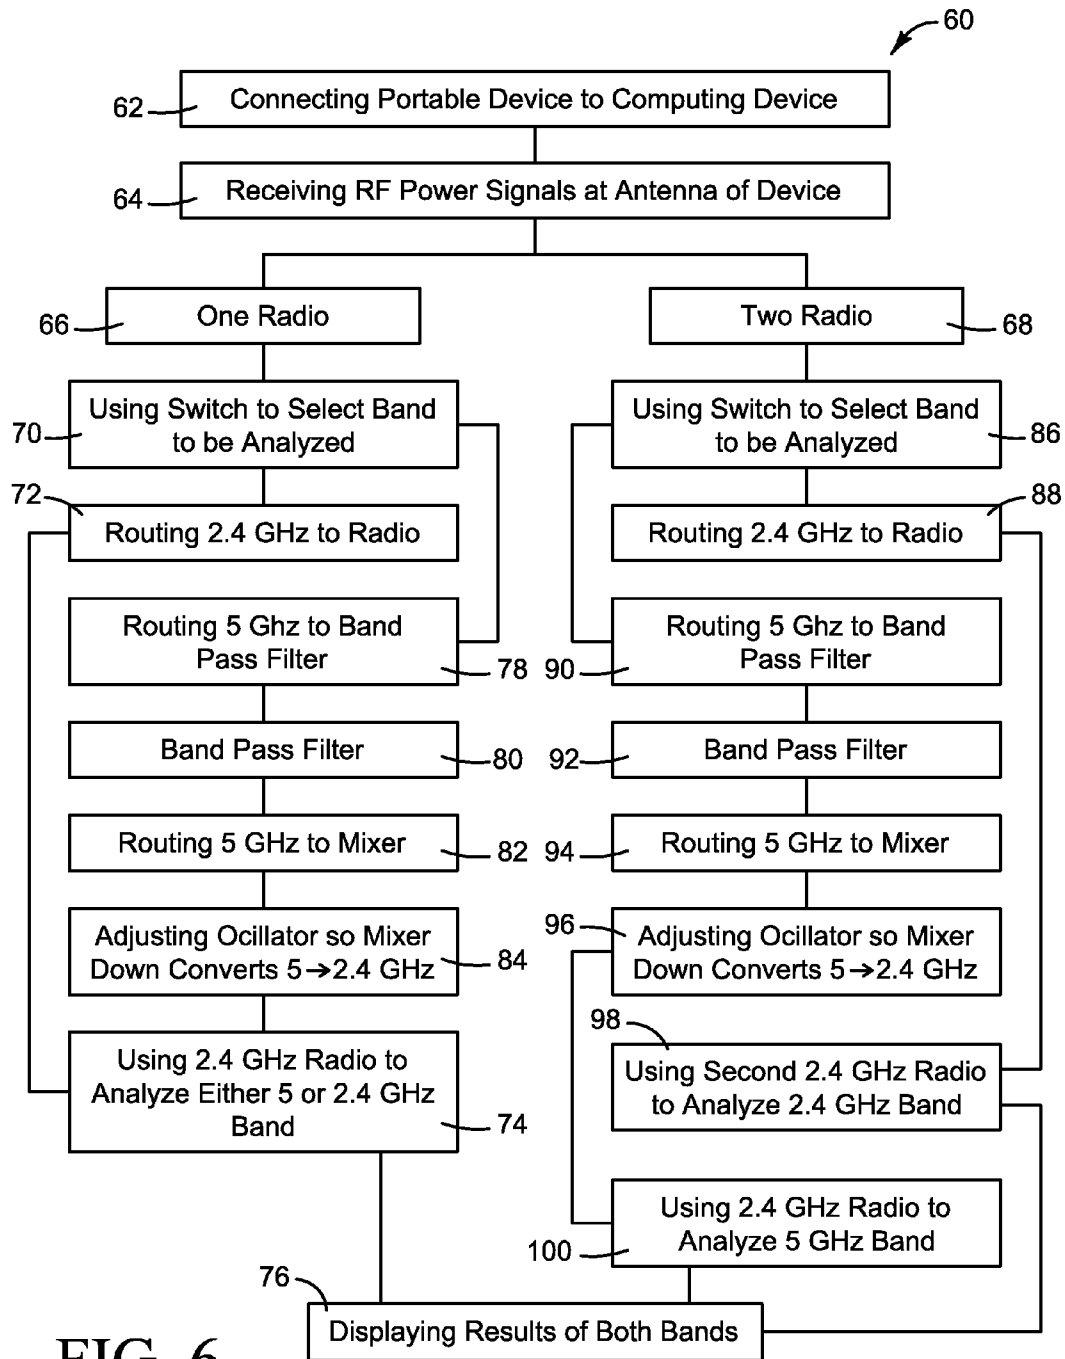 60
62
Connecting Portable Device to Computing Device
64
Receiving RF Power Signals at Antenna of Device
66
One Radio
Two Radio
68
70
Using Switch to Select Band
to be Analyzed
Using Switch to Select Band
to be Analyzed
86
72
Routing 2.4 GHz to Radio
Routing 2.4 GHz to Radio
88
Routing 5 Ghz to Band
Pass Filter
78
90
Routing 5 Ghz to Band
Pass Filter
Band Pass Filter
80
92
Band Pass Filter
Routing 5 GHz to Mixer
82
94
Routing 5 GHz to Mixer
Adjusting Ocillator so Mixer
Down Converts 5→2.4 GHz
84
96
Adjusting Ocillator so Mixer
Down Converts 5→2.4 GHz
Using 2.4 GHz Radio to
Analyze Either 5 or 2.4 GHz
Band
74
98
Using Second 2.4 GHz Radio
to Analyze 2.4 GHz Band
Using 2.4 GHz Radio to
Analyze 5 GHz Band
100
76
Displaying Results of Both Bands
FIG. 6